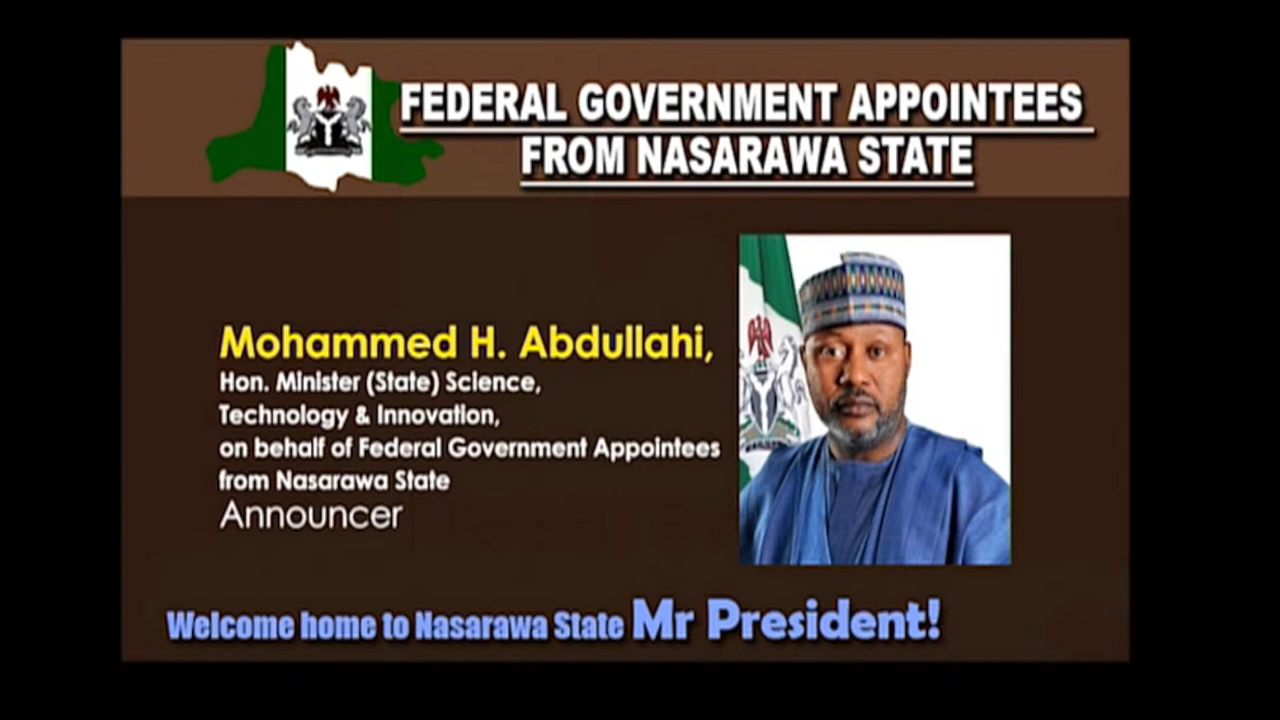 FEDERAL GOVERNMENT APPOINTEES
FROM NASARAWA STATE
Mohammed H. Abdullahi,
Hon. Minister (State) Science,
Technology & Innovation,
on behalf of Federal Government Appointees
from Nasarawa State
Announcer
Welcome home to Nasarawa State Mr President!